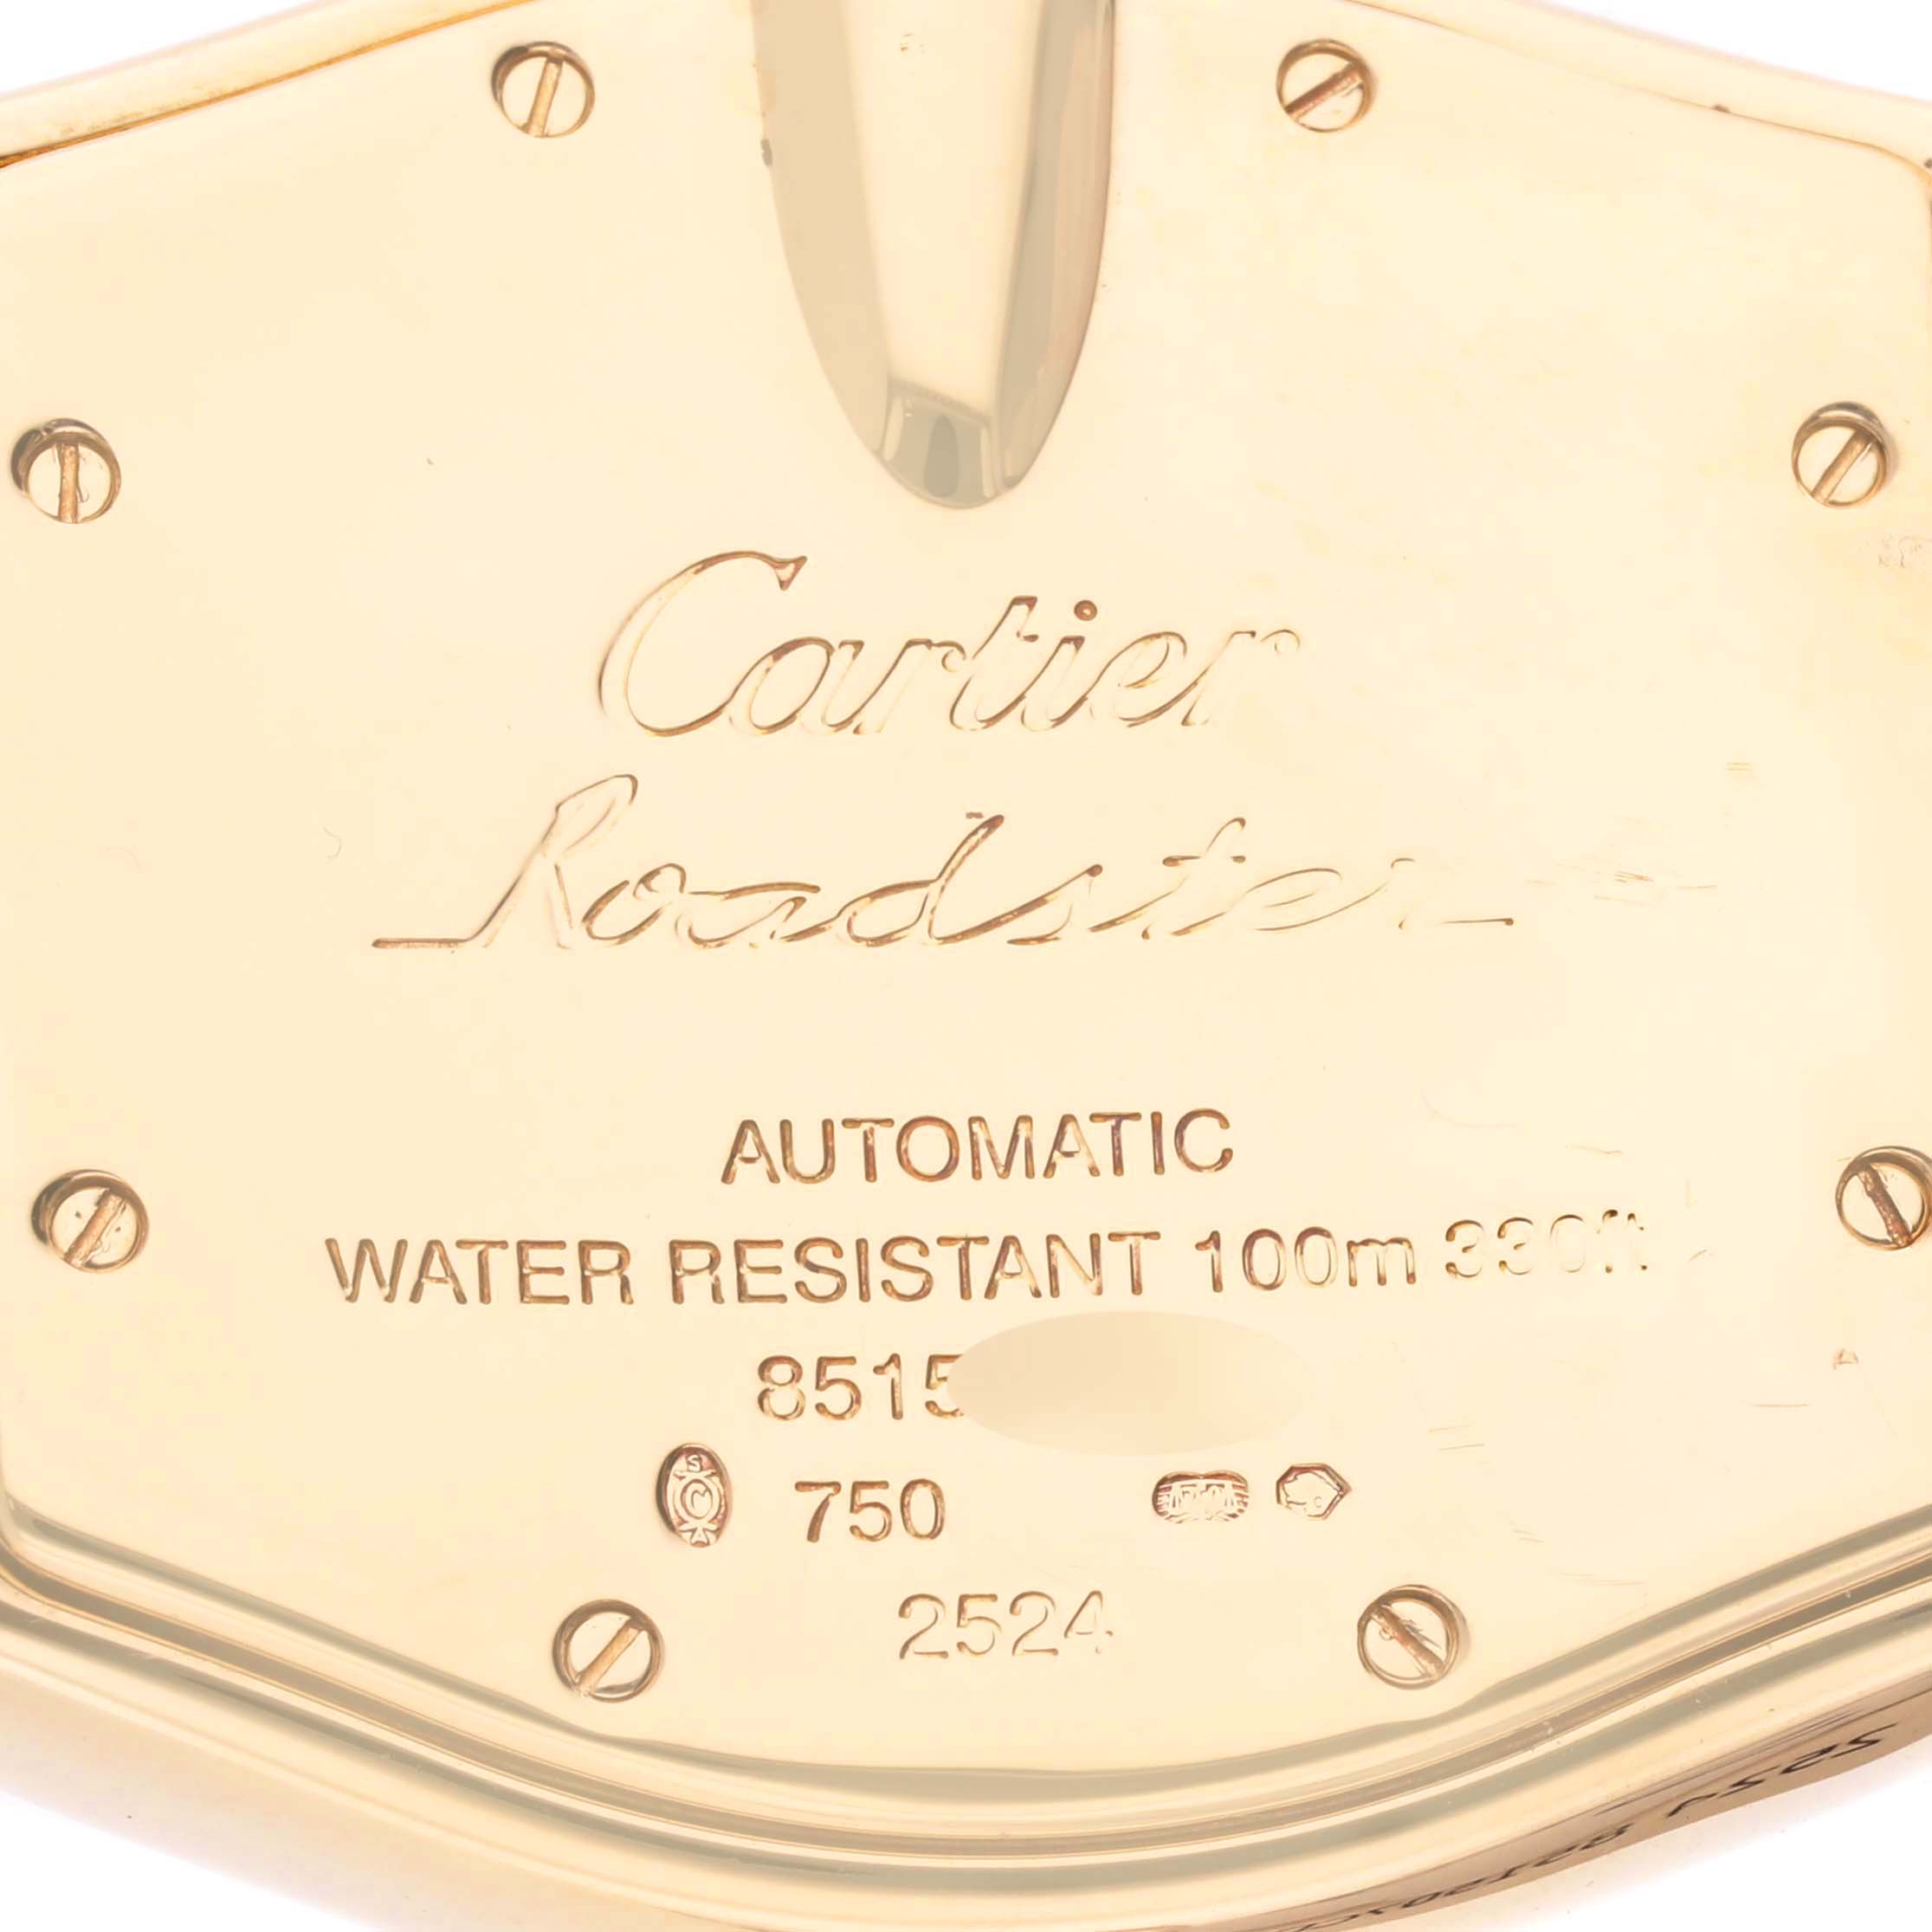 Cartier
Roadster
AUTOMATIC
WATER RESISTANT 100m 330ft
8515
750
2524